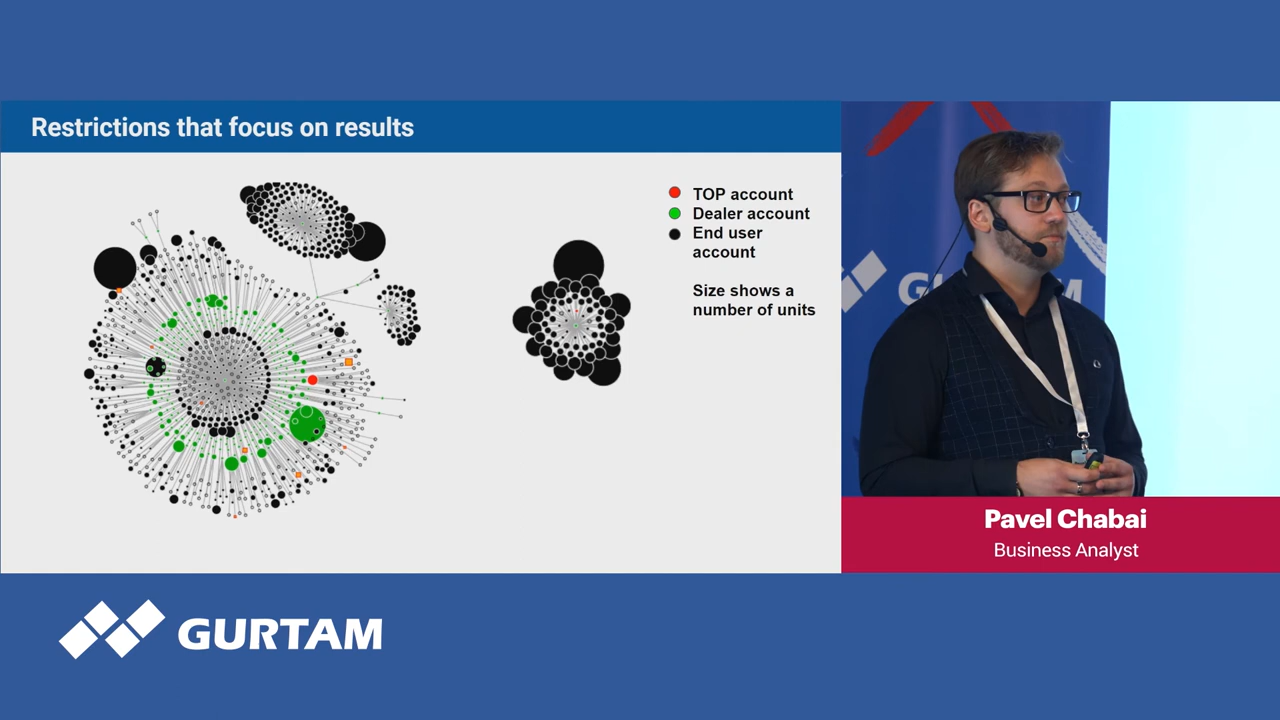 Restrictions that focus on results
TOP account
Dealer account
End user
account
Size shows a
number of units
Pavel Chabai
Business Analyst
GURTAM